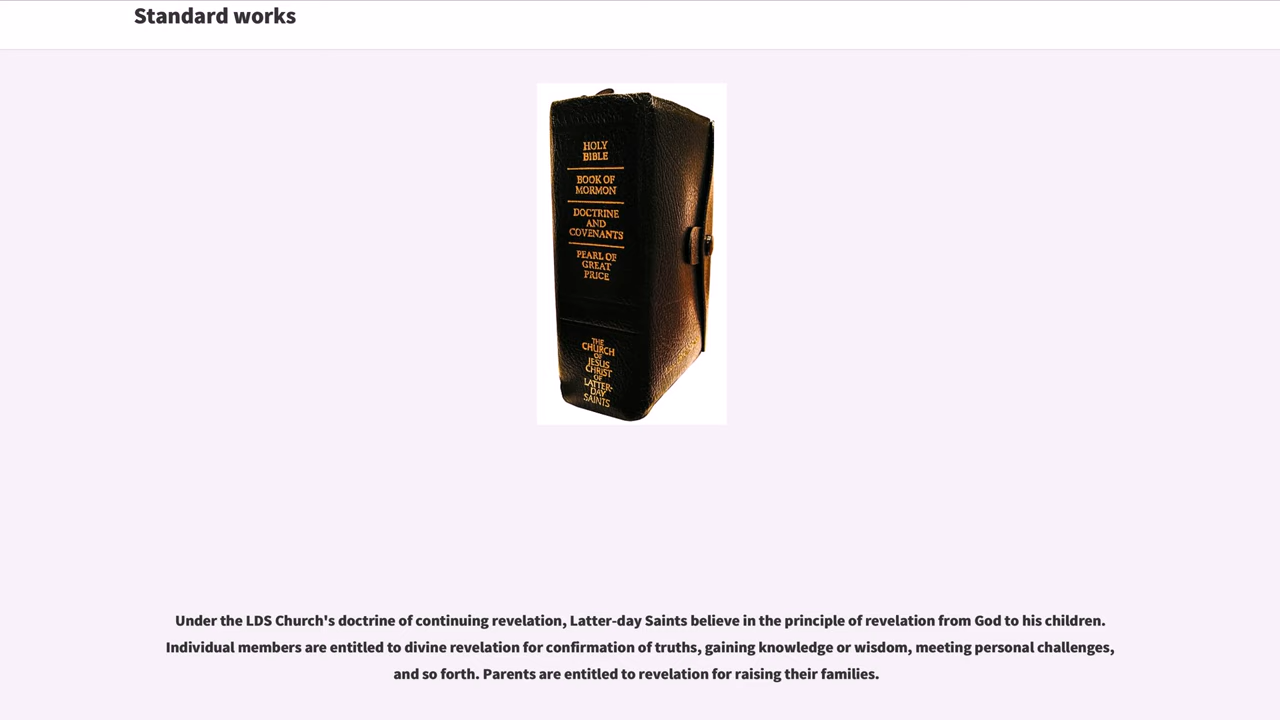 Standard works
HOLY
BIBLE
BOOK OF
MORMON
DOCTRINE
AND
COVENANTS
PEARL OF
GREAT
PRICE
THE
CHURCH
OF
JESUS
CHRIST
OF
LATTER-
DAY
SAINTS
Under the LDS Church's doctrine of continuing revelation, Latter-day Saints believe in the principle of revelation from God to his children.
Individual members are entitled to divine revelation for confirmation of truths, gaining knowledge or wisdom, meeting personal challenges,
and so forth. Parents are entitled to revelation for raising their families.